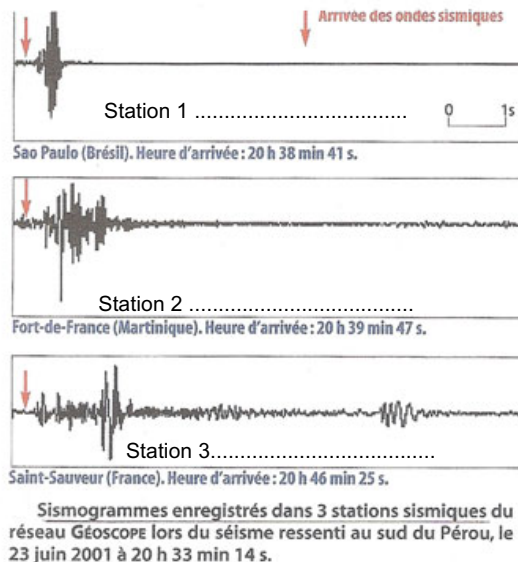 Arrivée des ondes sismiques
Station 1 ....................................
0 1s
Sao Paulo (Brésil). Heure d'arrivée : 20 h 38 min 41 s.
Station 2 ......................................
Fort-de-France (Martinique). Heure d'arrivée : 20 h 39 min 47 s.
Station 3......................................
Saint-Sauveur (France). Heure d'arrivée : 20 h 46 min 25 s.
Sismogrammes enregistrés dans 3 stations sismiques du
réseau GÉOSCOPE lors du séisme ressenti au sud du Pérou, le
23 juin 2001 à 20 h 33 min 14 s.